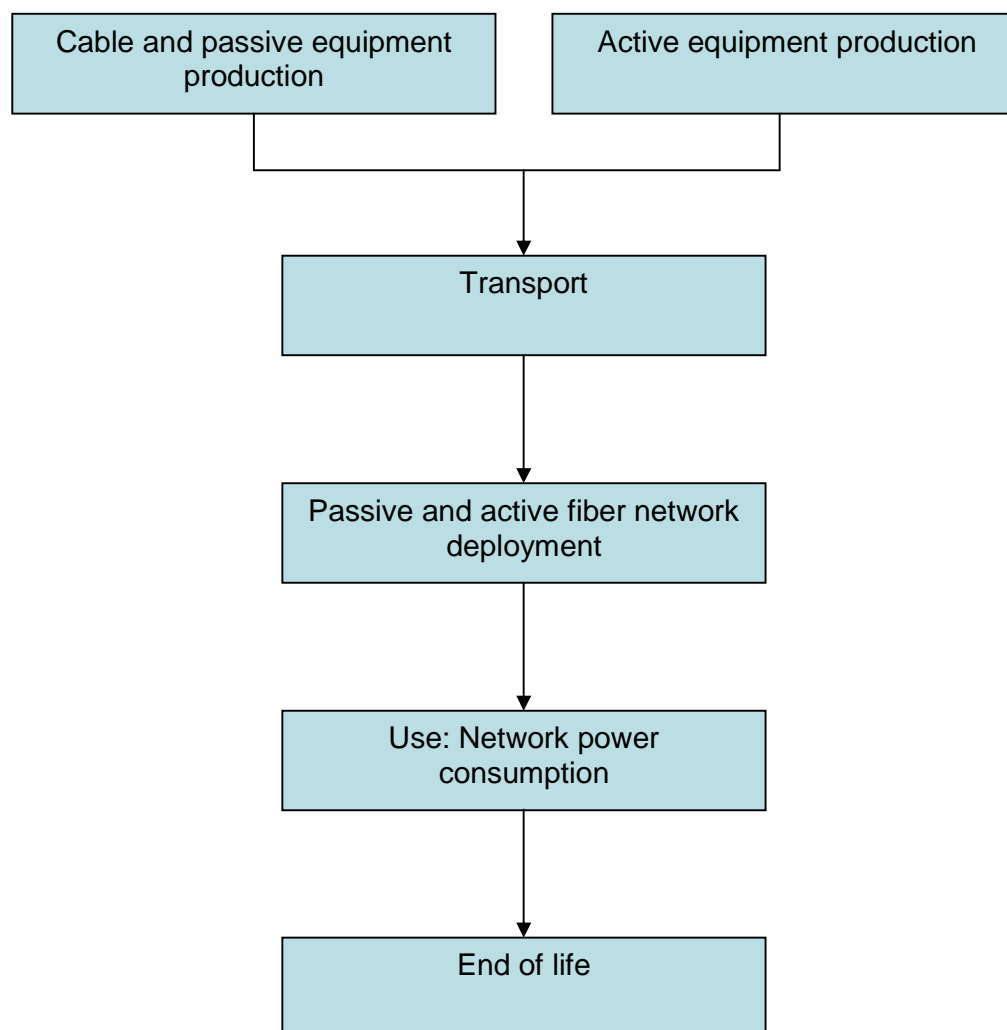 Cable and passive equipment
production
Active equipment production
Transport
Passive and active fiber network
deployment
Use: Network power
consumption
End of life